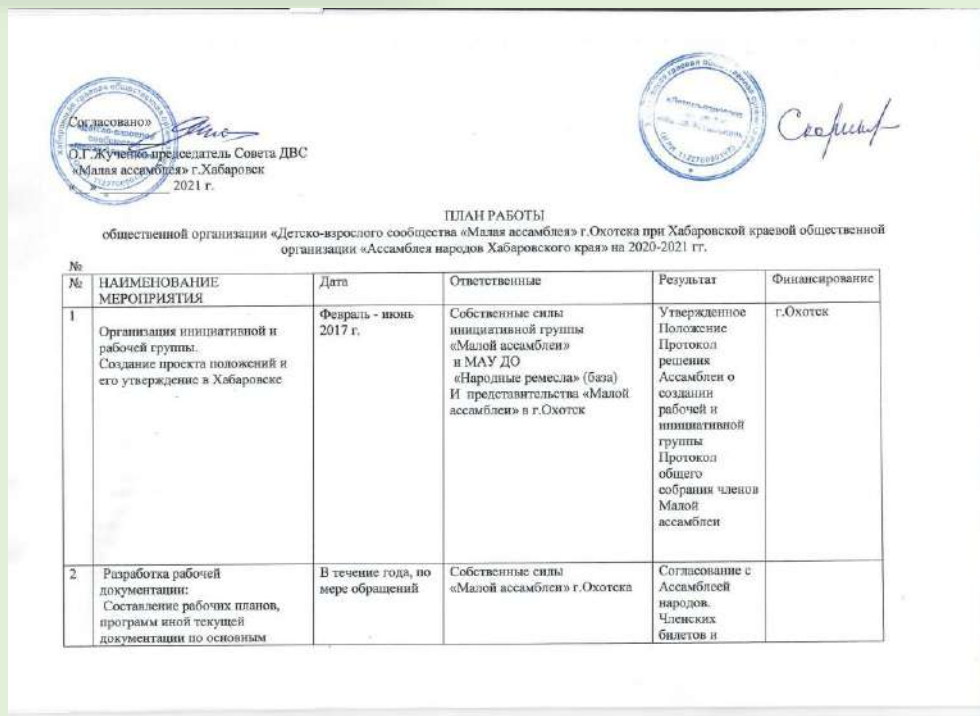 Согласовано»
О.Г.Жученко председатель Совета ДВС
«Малая ассамблея» г.Хабаровск
«    »                2021 г.
ПЛАН РАБОТЫ
общественной организации «Детско-взрослого сообщества «Малая ассамблея» г.Охотска при Хабаровской краевой общественной
организации «Ассамблея народов Хабаровского края» на 2020-2021 гг.
№
№ НАИМЕНОВАНИЕ
МЕРОПРИЯТИЯ
Дата
Ответственные
Результат
Финансирование
1
Организация инициативной и
рабочей группы.
Создание проекта положений и
его утверждение в Хабаровске
Февраль - июнь
2017 г.
Собственные силы
инициативной группы
«Малой ассамблеи»
и МАУ ДО
«Народные ремесла» (база)
И представительства «Малой
ассамблеи» в г.Охотск
Утвержденное
Положение
Протокол
решения
Ассамблеи о
создании
рабочей и
инициативной
группы
Протокол
общего
собрания членов
Малой
ассамблеи
г.Охотск
2
Разработка рабочей
документации:
Составление рабочих планов,
программ иной текущей
документации по основным
В течение года, по
мере обращений
Собственные силы
«Малой ассамблеи» г.Охотска
Согласование с
Ассамблеей
народов.
Членских
билетов и